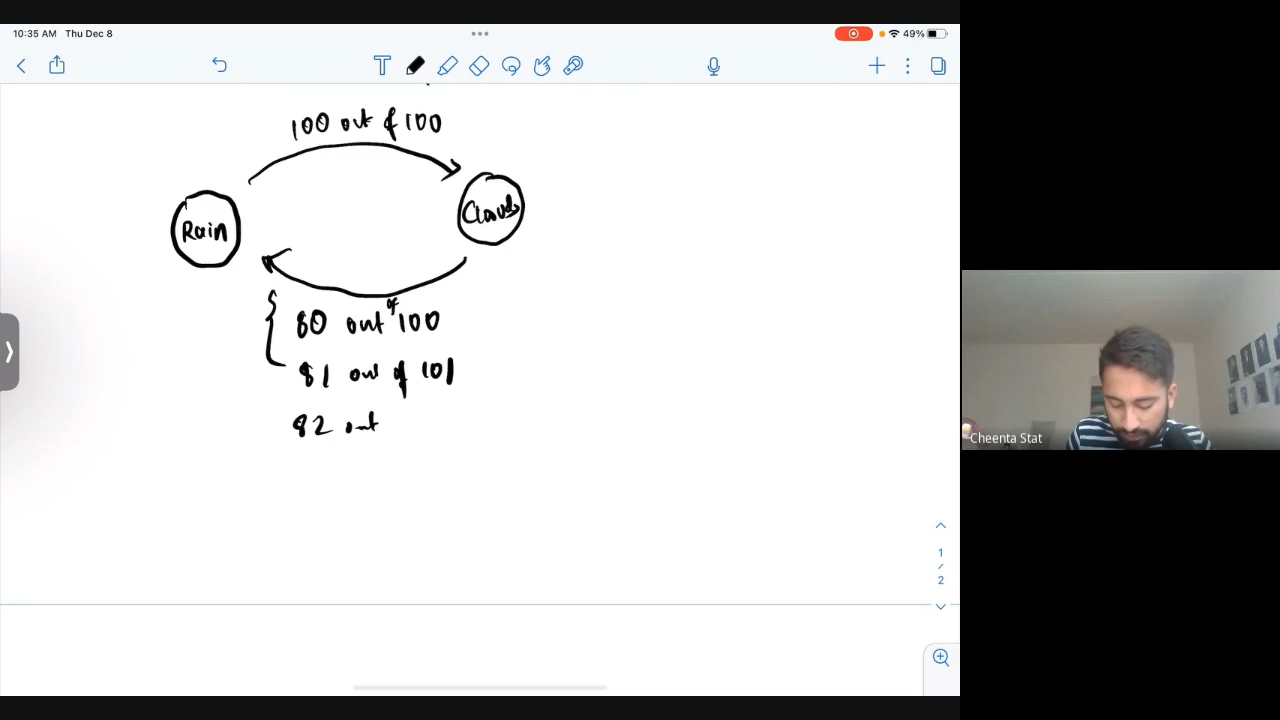 10:35 AM Thu Dec 8
49%
T
100 out of 100
Rain
Clouds
80 out of 100
81 out of 101
82 out
1
/
2
Cheenta Stat